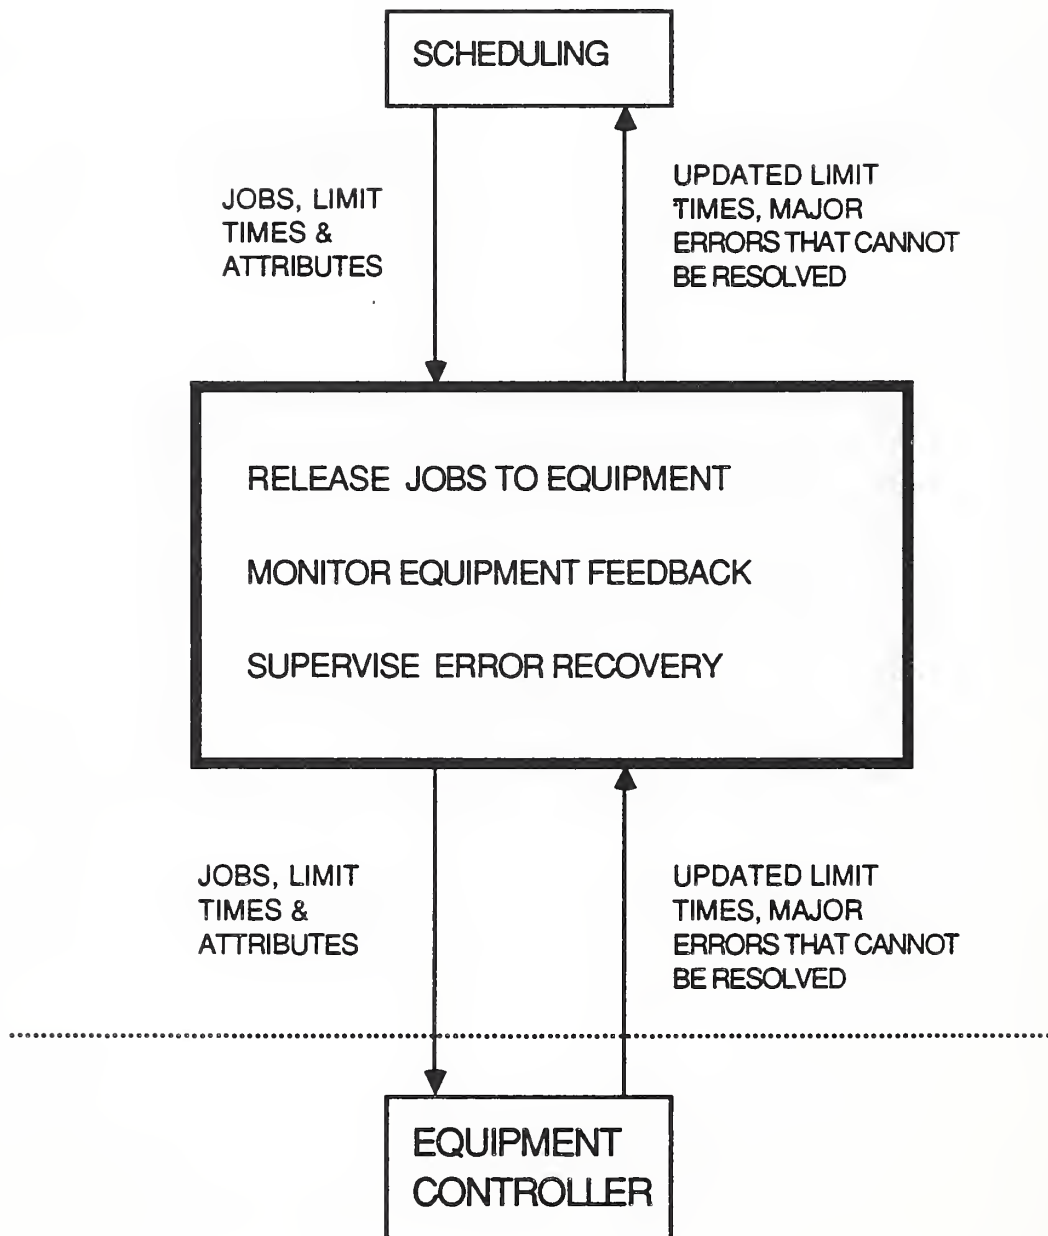 SCHEDULING
JOBS, LIMIT
TIMES &
ATTRIBUTES
UPDATED LIMIT
TIMES, MAJOR
ERRORS THAT CANNOT
BE RESOLVED
RELEASE JOBS TO EQUIPMENT
MONITOR EQUIPMENT FEEDBACK
SUPERVISE ERROR RECOVERY
JOBS, LIMIT
TIMES &
ATTRIBUTES
UPDATED LIMIT
TIMES, MAJOR
ERRORS THAT CANNOT
BE RESOLVED
EQUIPMENT
CONTROLLER